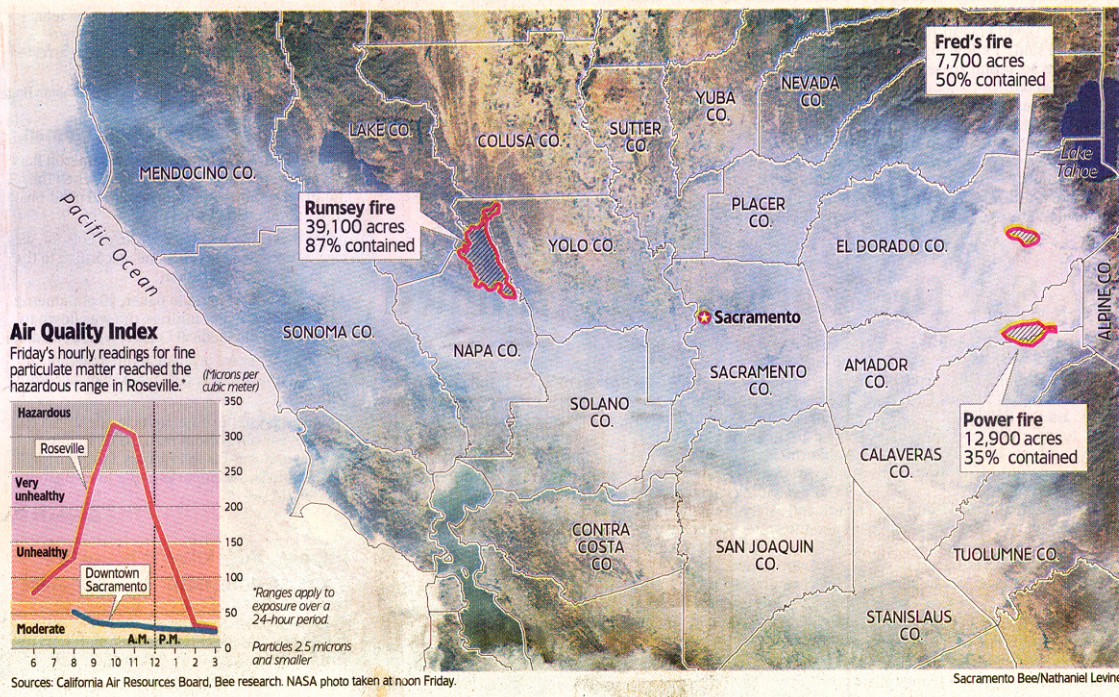 Fred's fire
7,700 acres
50% contained
NEVADA
CO.
YUBA
CO.
SUTTER
CO.
LAKE CO.
COLUSA CO.
Lake
Tahoe
MENDOCINO CO.
PLACER
CO.
Pacific Ocean
Rumsey fire
39,100 acres
87% contained
YOLO CO.
EL DORADO CO.
ALPINE CO.
Sacramento
SONOMA CO.
NAPA CO.
SACRAMENTO
CO.
AMADOR
CO.
SOLANO
CO.
Power fire
12,900 acres
35% contained
CALAVERAS
CO.
CONTRA
COSTA
CO.
SAN JOAQUIN
CO.
TUOLUMNE CO.
STANISLAUS
CO.
Air Quality Index
Friday's hourly readings for fine
particulate matter reached the
hazardous range in Roseville.*
(Microns per
cubic meter)
Hazardous
Roseville
Very
unhealthy
Unhealthy
Downtown
Sacramento
Moderate
A.M. P.M.
350
300
250
200
150
100
50
0
6 7 8 9 10 11 12 1 2 3
*Ranges apply to
exposure over a
24-hour period.
Particles 2.5 microns
and smaller
Sources: California Air Resources Board, Bee research. NASA photo taken at noon Friday.
Sacramento Bee/Nathaniel Levine